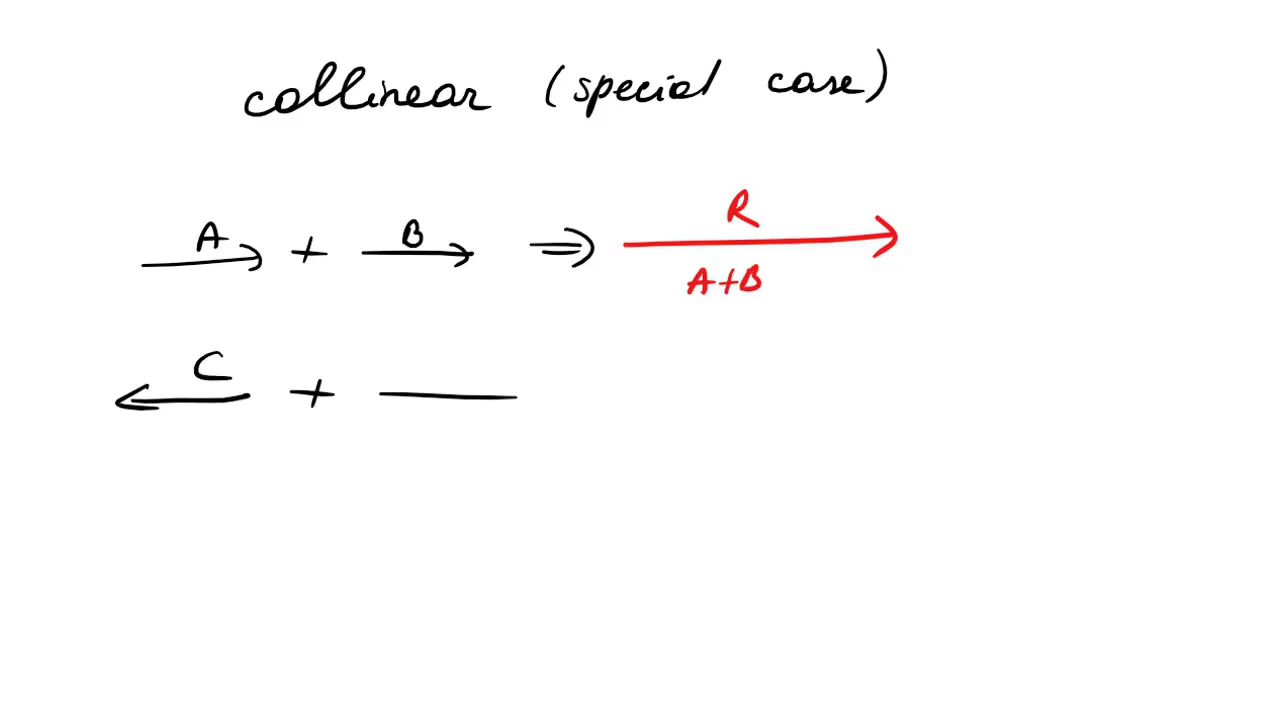 collinear (special case)
A + B ⇒ R
A+B
C +